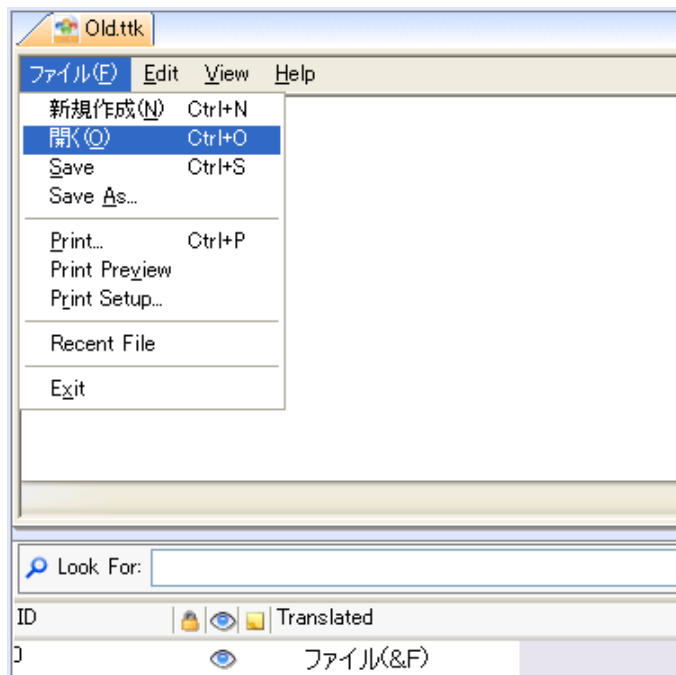 Old.ttk
ファイル(F) Edit View Help
新規作成(N) Ctrl+N
開く(O) Ctrl+O
Save Ctrl+S
Save As...
Print... Ctrl+P
Print Preview
Print Setup...
Recent File
Exit
Look For:
ID Translated
0 ファイル(&F)